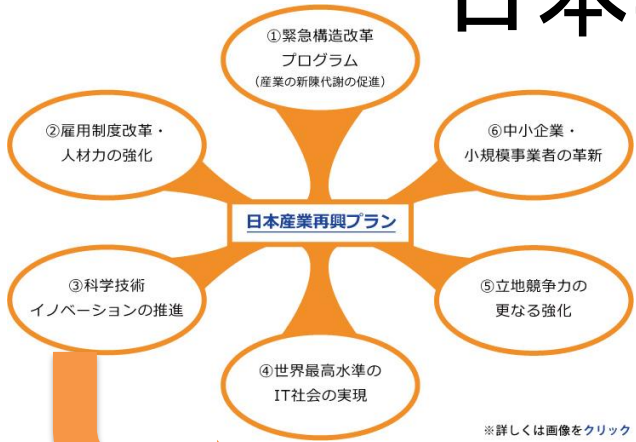 日本
①緊急構造改革
プログラム
(産業の新陳代謝の促進)
②雇用制度改革・
人材力の強化
⑥中小企業・
小規模事業者の革新
日本産業再興プラン
③科学技術
イノベーションの推進
⑤立地競争力の
更なる強化
④世界最高水準の
IT社会の実現
※詳しくは画像をクリック